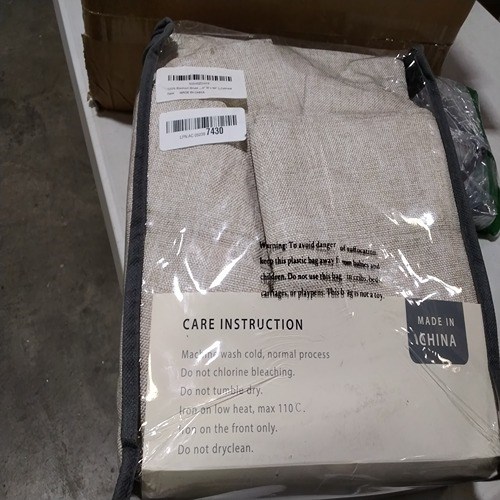 7430
Warning: To avoid danger of suffocation,
keep this plastic bag away from babies and
children. Do not use this bag in cribs, bed
carriages, or playpens. This bag is not a toy.
CARE INSTRUCTION
MADE IN
CHINA
Machine wash cold, normal process
Do not chlorine bleaching.
Do not tumble dry.
Iron on low heat, max 110℃.
Iron on the front only.
Do not dryclean.